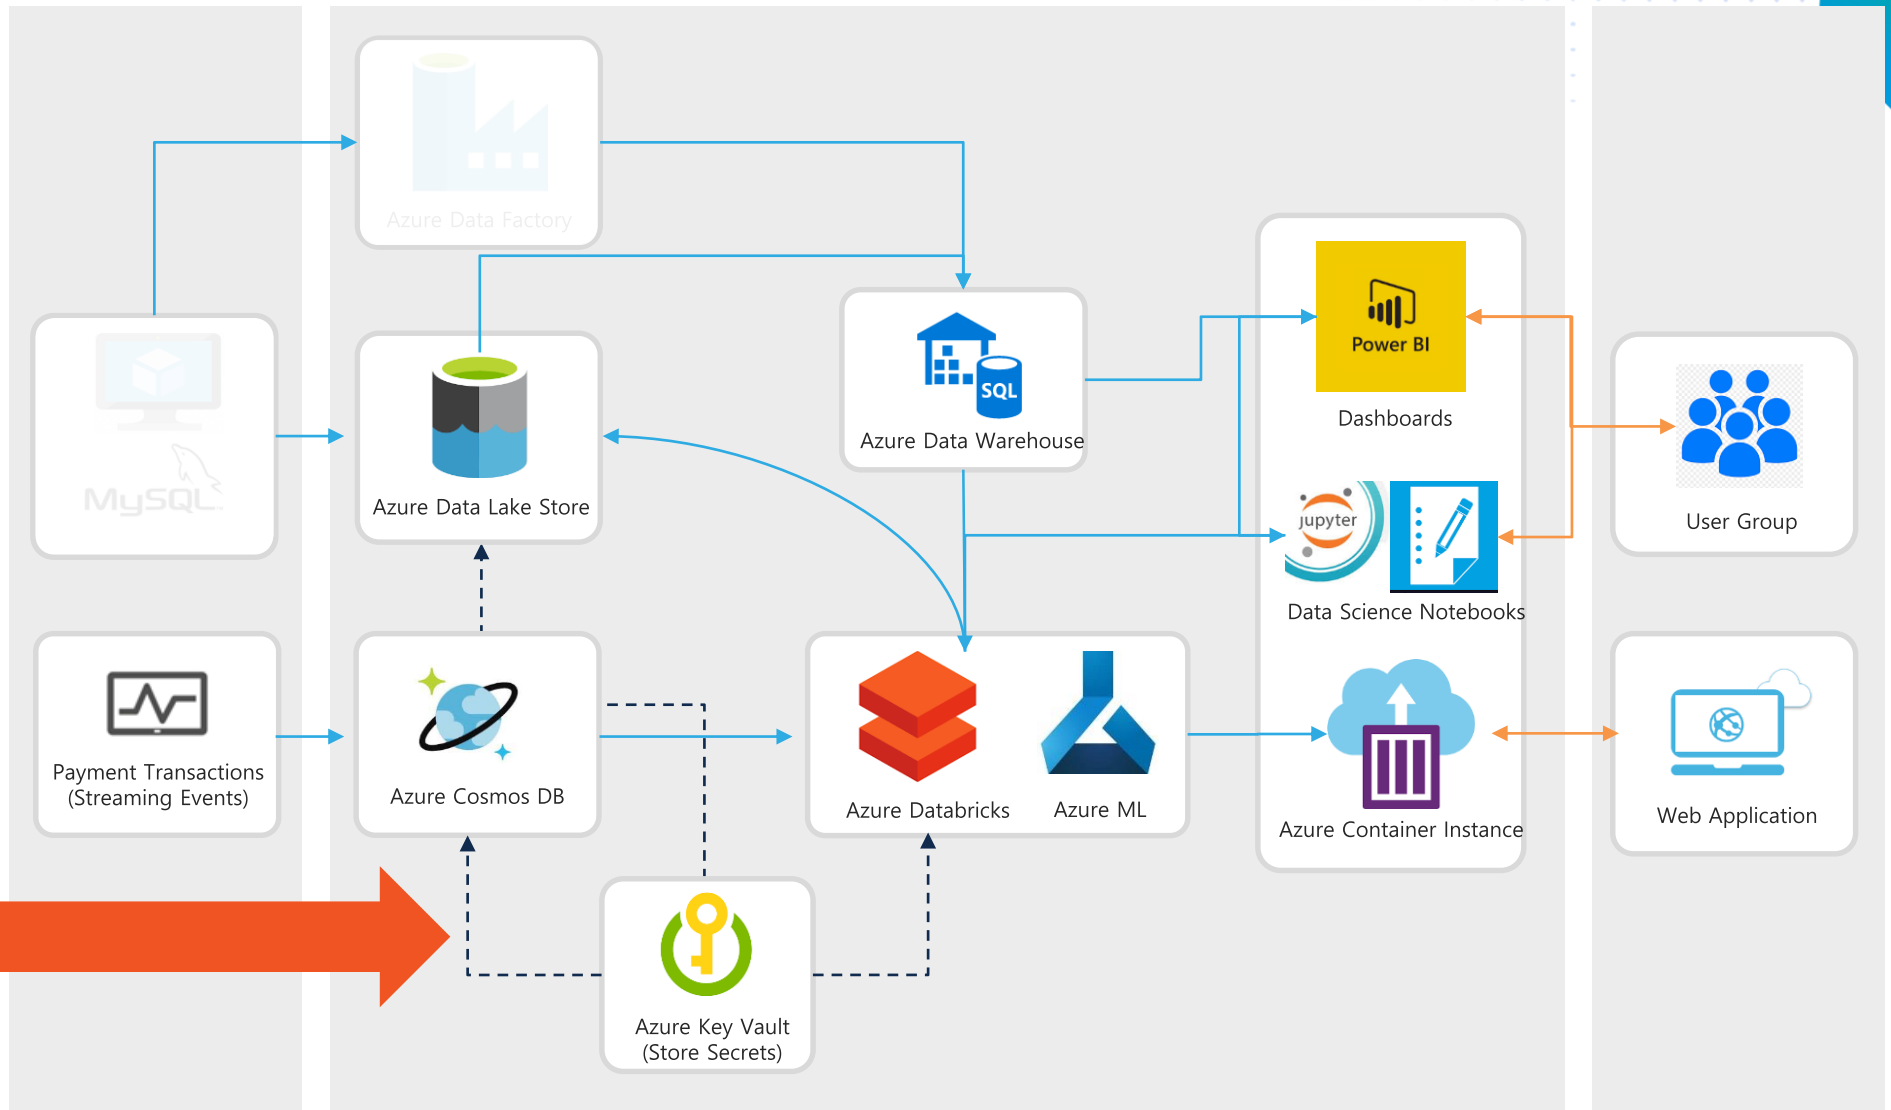 Azure Data Factory
MySQL
Azure Data Lake Store
SQL
Azure Data Warehouse
Power BI
Dashboards
jupyter
Data Science Notebooks
User Group
Payment Transactions
(Streaming Events)
Azure Cosmos DB
Azure Databricks
Azure ML
Azure Container Instance
Web Application
Azure Key Vault
(Store Secrets)